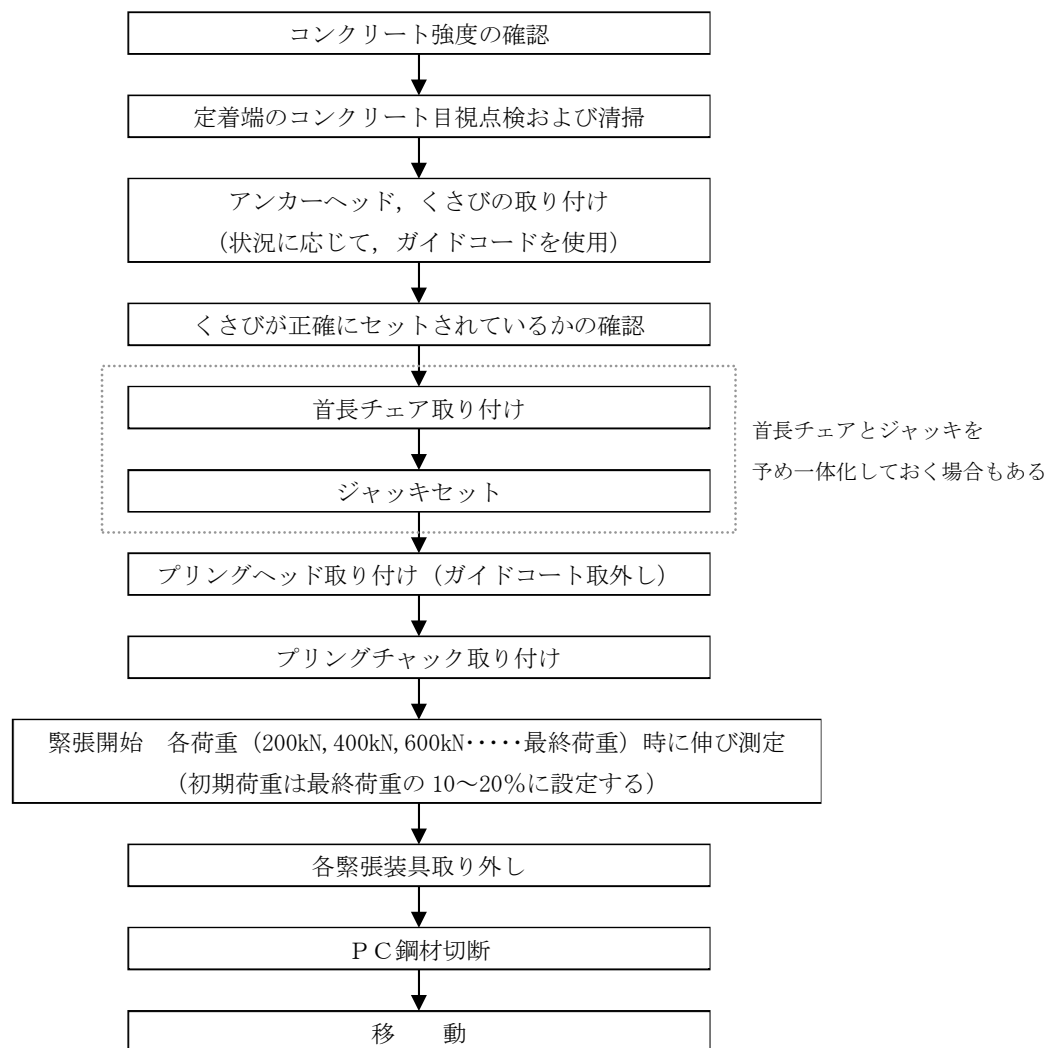 コンクリート強度の確認
定着端のコンクリート目視点検および清掃
アンカーヘッド，くさびの取り付け
（状況に応じて，ガイドコードを使用）
くさびが正確にセットされているかの確認
首長チェア取り付け
ジャッキセット
首長チェアとジャッキを
予め一体化しておく場合もある
プリングヘッド取り付け（ガイドコート取外し）
プリングチャック取り付け
緊張開始　各荷重（200kN,400kN,600kN・・・・・最終荷重）時に伸び測定
（初期荷重は最終荷重の 10～20％に設定する）
各緊張装具取り外し
ＰＣ鋼材切断
移　　動